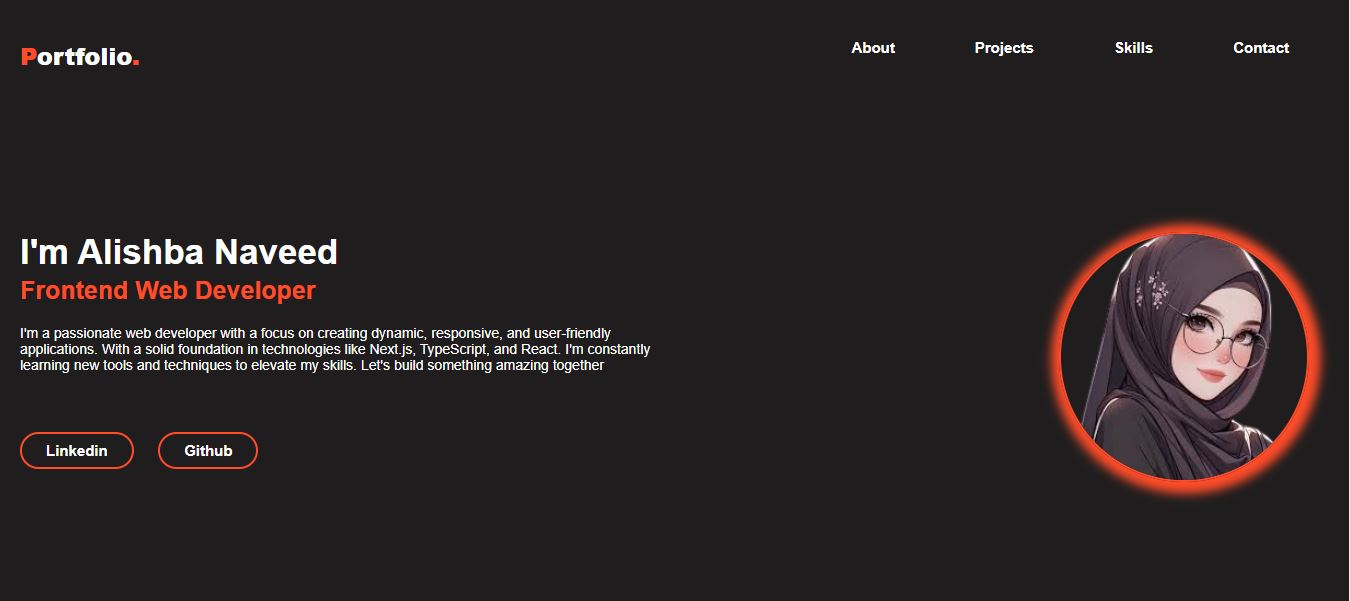 Portfolio.
About Projects Skills Contact
I'm Alishba Naveed
Frontend Web Developer
I'm a passionate web developer with a focus on creating dynamic, responsive, and user-friendly
applications. With a solid foundation in technologies like Next.js, TypeScript, and React. I'm constantly
learning new tools and techniques to elevate my skills. Let's build something amazing together
Linkedin Github